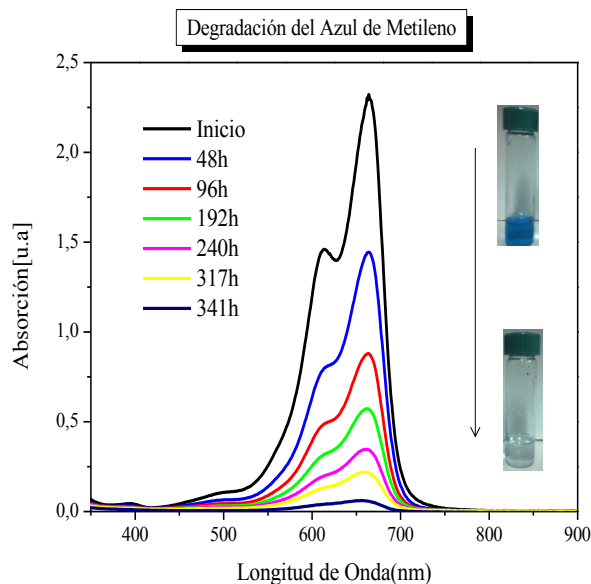 Degradación del Azul de Metileno
2,5
2,0
1,5
1,0
0,5
0,0
Absorción[u.a]
Inicio
48h
96h
192h
240h
317h
341h
400 500 600 700 800 900
Longitud de Onda(nm)